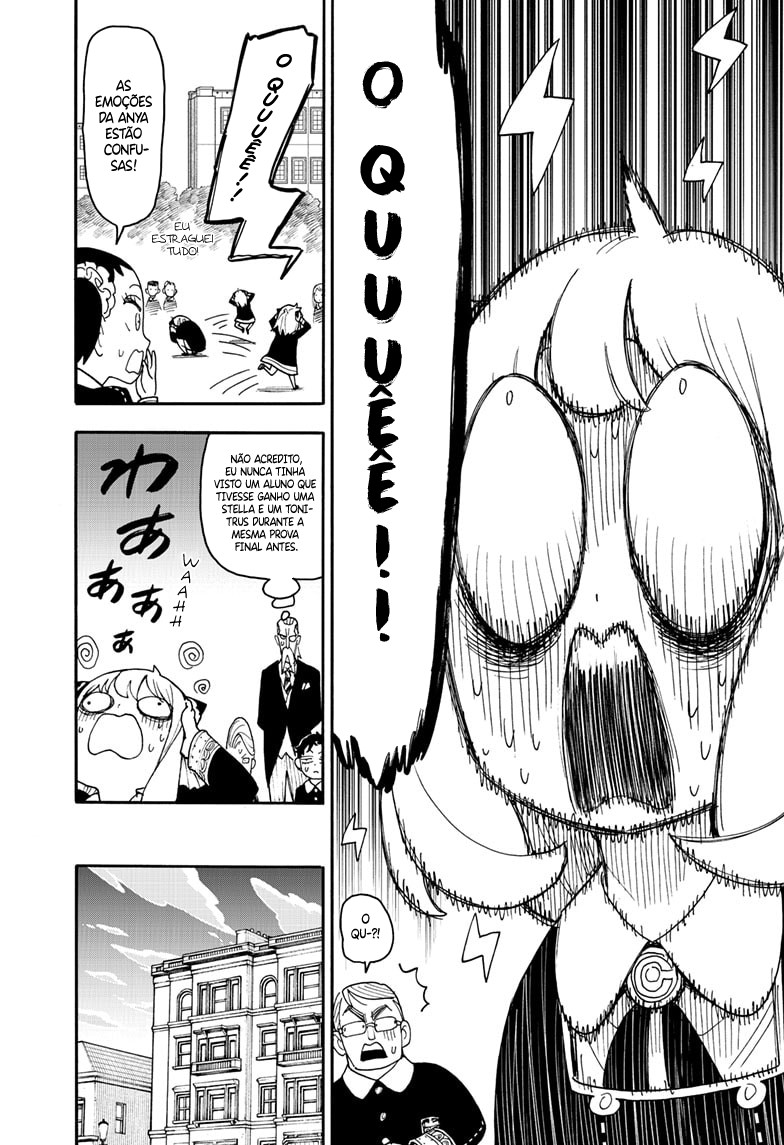 O QUUUÊÊ!!
O
QU-?!
O QUUUÊÊ!!
AS
EMOÇÕES
DA ANYA
ESTÃO
CONFU-
SAS!
EU
ESTRAGUEI
TUDO!
NÃO ACREDITO,
EU NUNCA TINHA
VISTO UM ALUNO QUE
TIVESSE GANHO UMA
STELLA E UM TONI-
TRUS DURANTE A
MESMA PROVA
FINAL ANTES.
わあああぁ
WAAHH